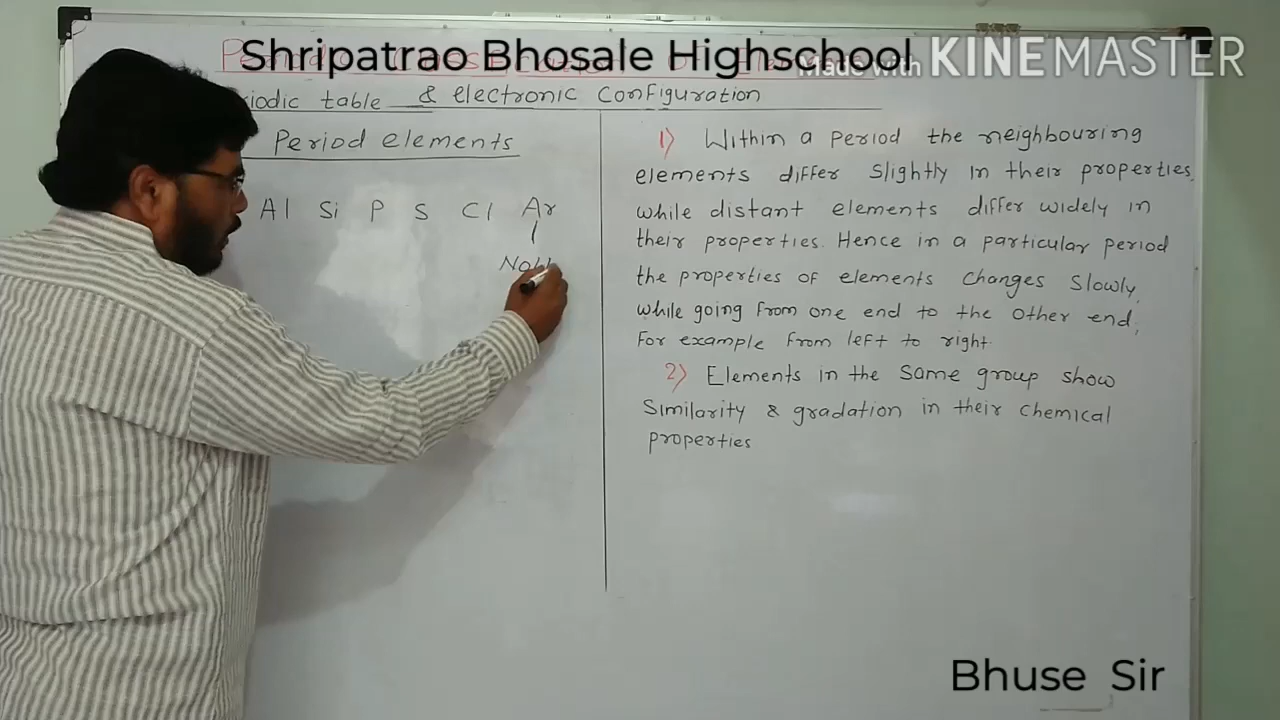 Shripatrao Bhosale Highschool
Made with KINEMASTER
iodic table & electronic configuration
Period elements
Al Si P S Cl Ar
1) Within a period the neighbouring
elements differ slightly in their properties,
while distant elements differ widely in
their properties. Hence in a particular period
the properties of elements changes slowly,
while going from one end to the other end,
For example from left to right.
2) Elements in the same group show
Similarity & gradation in their chemical
properties
Bhuse Sir